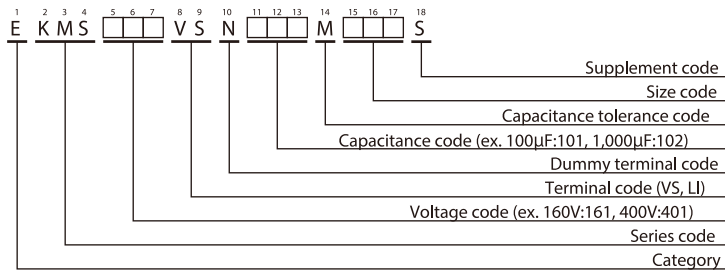 1 2 3 4 5 6 7 8 9 10 11 12 13 14 15 16 17 18
E K M S V S N M S
Supplement code
Size code
Capacitance tolerance code
Capacitance code (ex. 100μF:101, 1,000μF:102)
Dummy terminal code
Terminal code (VS, LI)
Voltage code (ex. 160V:161, 400V:401)
Series code
Category